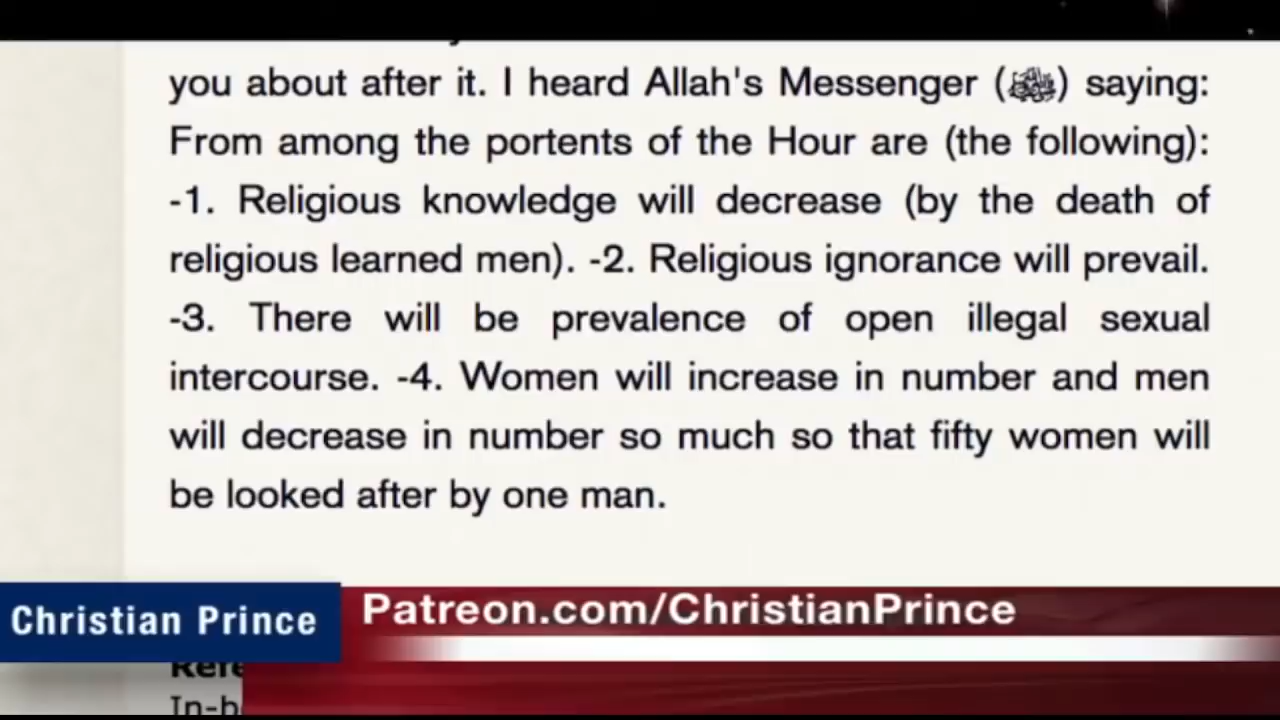 you about after it. I heard Allah's Messenger (ﷺ) saying:
From among the portents of the Hour are (the following):
-1. Religious knowledge will decrease (by the death of
religious learned men). -2. Religious ignorance will prevail.
-3. There will be prevalence of open illegal sexual
intercourse. -4. Women will increase in number and men
will decrease in number so much so that fifty women will
be looked after by one man.
Christian Prince
Patreon.com/ChristianPrince